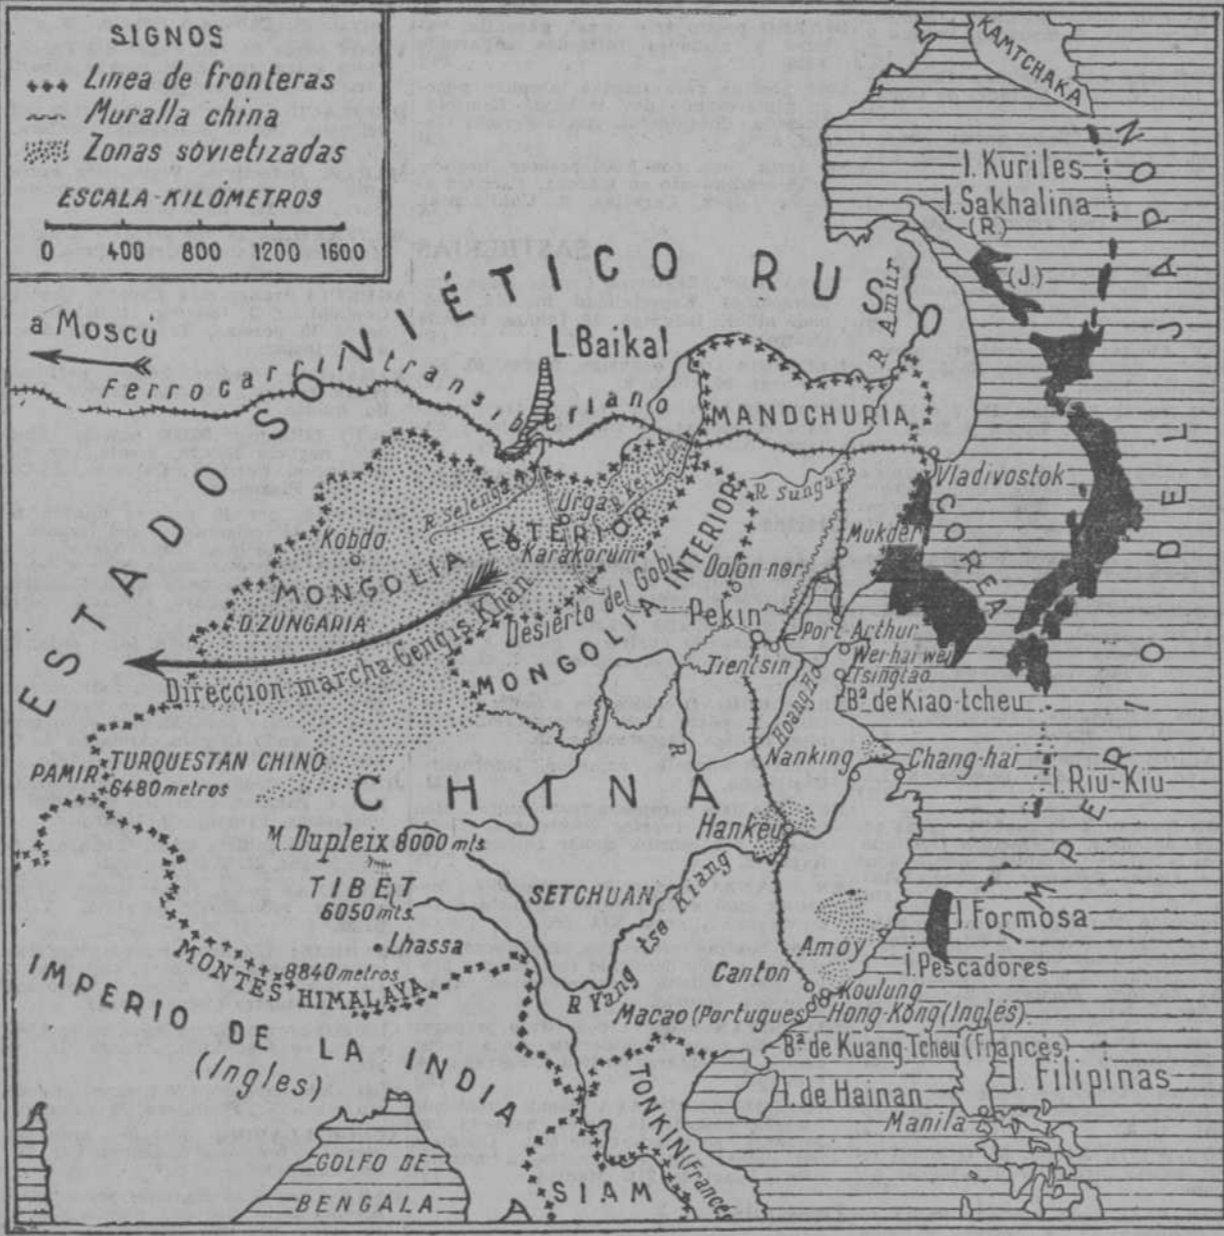 SIGNOS
Línea de fronteras
Muralla china
Zonas sovietizadas
ESCALA-KILÓMETROS
0 400 800 1200 1600
KAMTCHAKA
I. Kuriles
I. Sakhalina
(R)
(J.)
IMPERIO DEL JAPON
ESTADO SOVIÉTICO RUSO
a Moscú
Ferrocarril transiberiano
L. Baikal
R. Amur
MANDCHURIA
Vladivostok
R. Selenga
Urga
R. Kerulen
R. Sungari
Kobdo
MONGOLIA EXTERIOR
Karakorum
Mukden
COREA
DZUNGARIA
Desierto del Gobi
MONGOLIA INTERIOR
Dolon nors
Dirección marcha Gengis Khan
Pekin
Port-Arthur
Trentsin
Wei hai wei
Tsingtao
Bª de Kiao-tcheu
R. Hoang Ho
Nanking
Chang-hai
I. Riu-Kiu
PAMIR
TURQUESTAN CHINO
6480 metros
CHINA
Hankeu
M. Dupleix 8000 mts.
TIBET
6050 mts.
SETCHUAN
R. Yang tse Kiang
Lhassa
I. Formosa
Amoy
I. Pescadores
MONTES HIMALAYA
8840 metros
Canton
Koulung
Macao (Portugues)
Hong-Kong (Inglés)
Bª de Kuang-Tcheu (Francés)
IMPERIO DE LA INDIA
(Ingles)
TONKIN (Francés)
I. de Hainan
I. Filipinas
Manila
GOLFO DE
BENGALA
SIAM